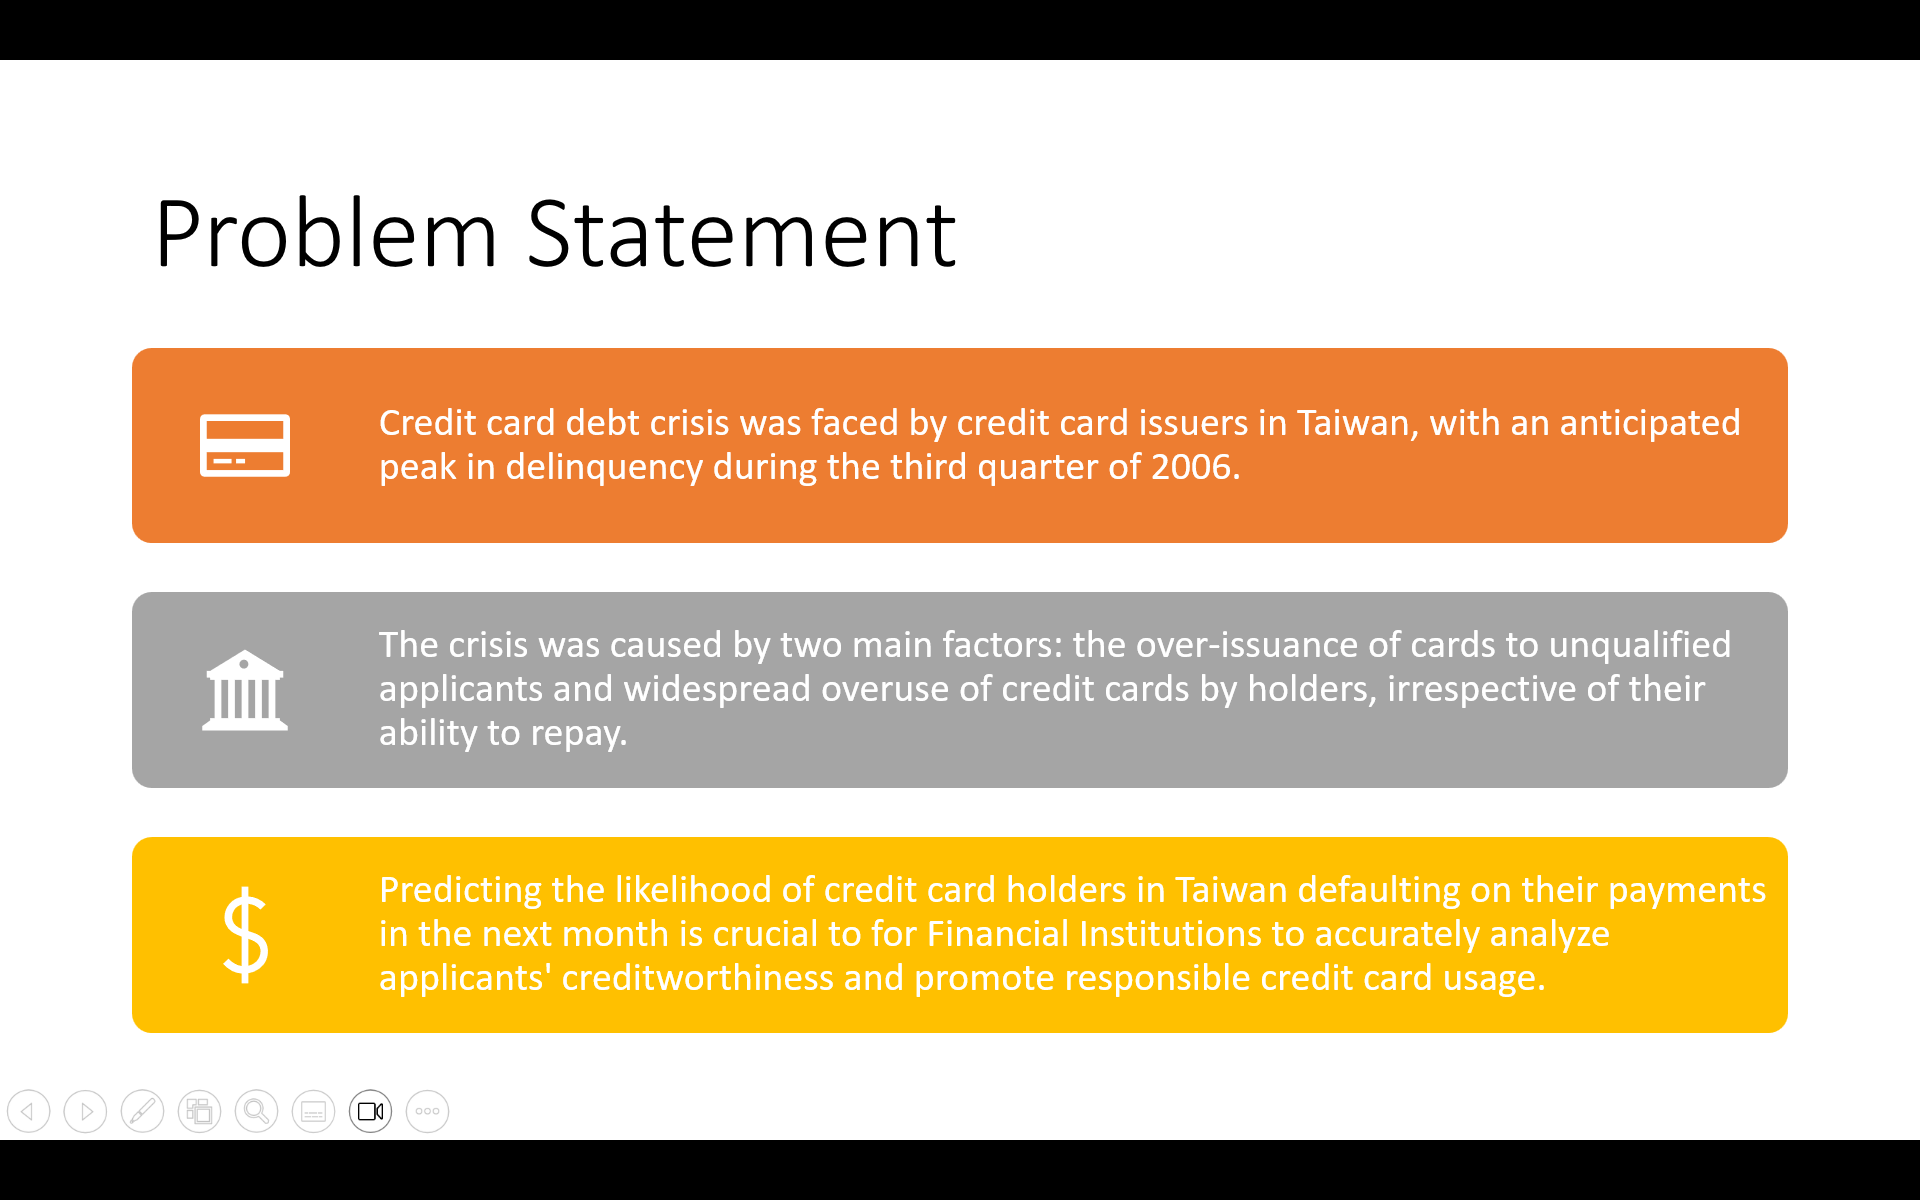 Problem Statement
Credit card debt crisis was faced by credit card issuers in Taiwan, with an anticipated
peak in delinquency during the third quarter of 2006.
The crisis was caused by two main factors: the over-issuance of cards to unqualified
applicants and widespread overuse of credit cards by holders, irrespective of their
ability to repay.
Predicting the likelihood of credit card holders in Taiwan defaulting on their payments
in the next month is crucial to for Financial Institutions to accurately analyze
applicants' creditworthiness and promote responsible credit card usage.